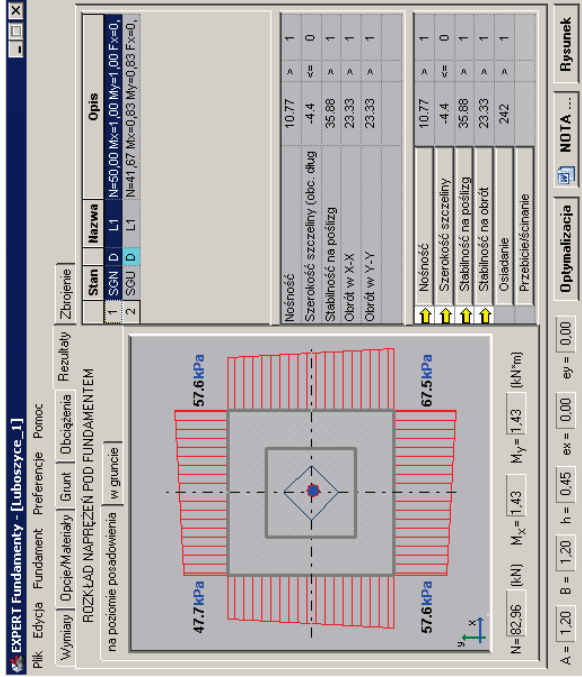 EXPERT Fundamenty - [Łuboszyce_1]
Plik Edycja Fundament Preferencje Pomoc
Wymiary Opcje/Materiały Grunt Obciążenia Rezultaty Zbrojenie
ROZKŁAD NAPRĘŻEŃ POD FUNDAMENTEM
na poziomie posadowienia w gruncie
47.7kPa 57.6kPa
57.6kPa 67.5kPa
y
x
N= 82,96 (kN) Mx= 1,43 My= 1,43 (kN*m)
Stan Nazwa Opis
1 SGN D L1 N=50,00 Mx=1,00 My=1,00 Fx=0,
2 SGU D L1 N=41,67 Mx=0,83 My=0,83 Fx=0,
Nośność 10.77 > 1
Szerokość szczeliny (obc. dług -4.4 <= 0
Stabilność na poślizg 35.88 > 1
Obrót w X-X 23.33 > 1
Obrót w Y-Y 23.33 > 1
Nośność 10.77 > 1
Szerokość szczeliny -4.4 <= 0
Stabilność na poślizg 35.88 > 1
Stabilność na obrót 23.33 > 1
Osiadanie 242 > 1
Przebicie/ścinanie
A = 1,20 B = 1,20 h = 0,45 ex = 0,00 ey = 0,00 Optymalizacja NOTA ... Rysunek